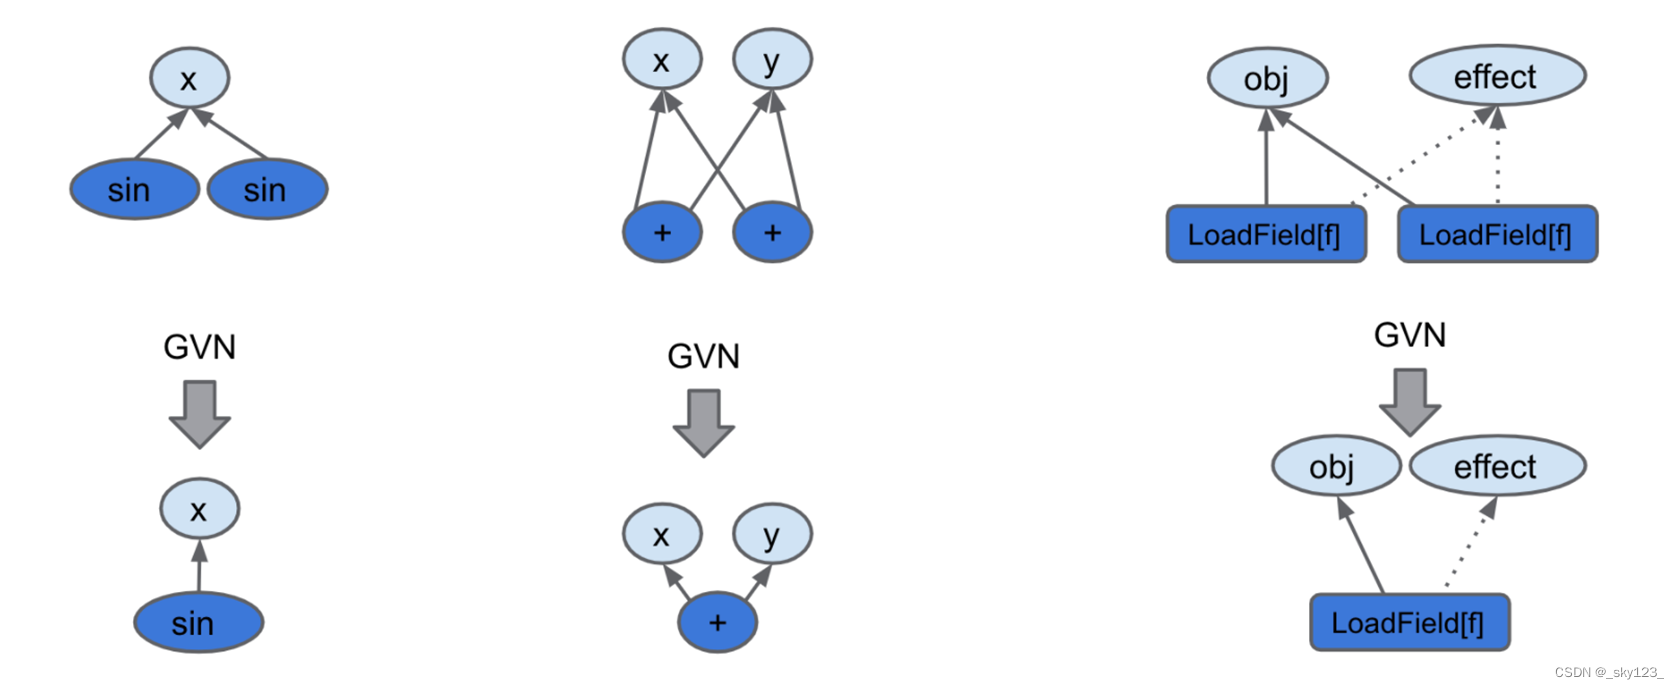 x
sin
sin
GVN
x
sin
x
y
+
+
GVN
x
y
+
obj
effect
LoadField[f]
LoadField[f]
GVN
obj
effect
LoadField[f]
CSDN @_sky123_